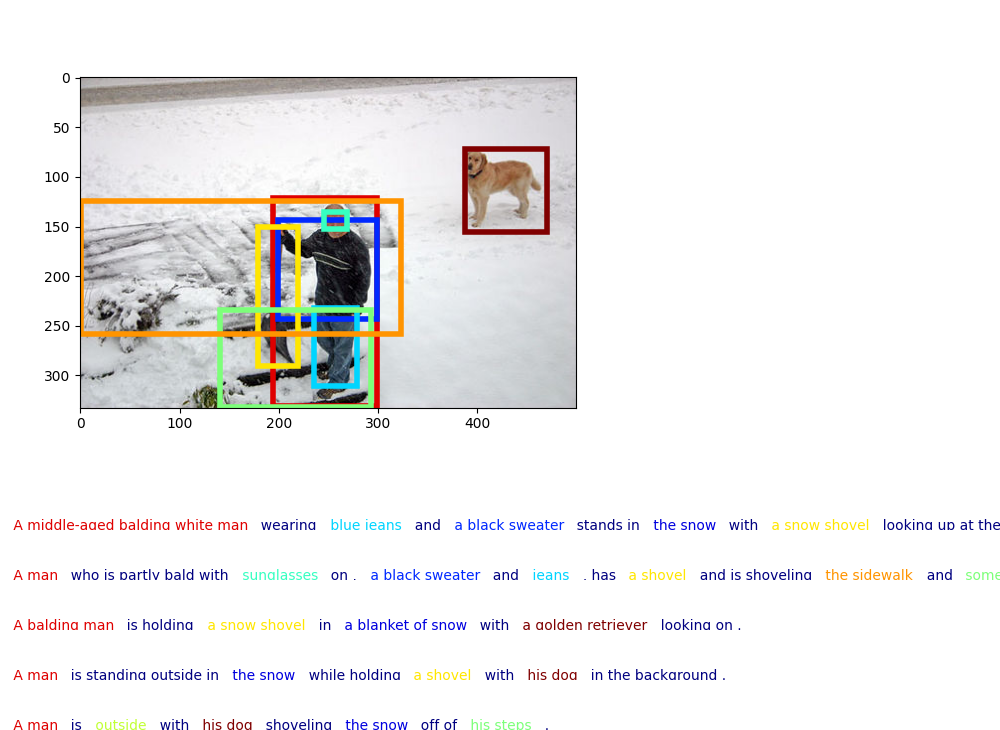 0
50
100
150
200
250
300
0 100 200 300 400
A middle-aged balding white man wearing blue jeans and a black sweater stands in the snow with a snow shovel looking up at the
A man who is partly bald with sunglasses on . a black sweater and jeans . has a shovel and is shoveling the sidewalk and some
A balding man is holding a snow shovel in a blanket of snow with a golden retriever looking on .
A man is standing outside in the snow while holding a shovel with his dog in the background .
A man is outside with his dog shoveling the snow off of his steps .